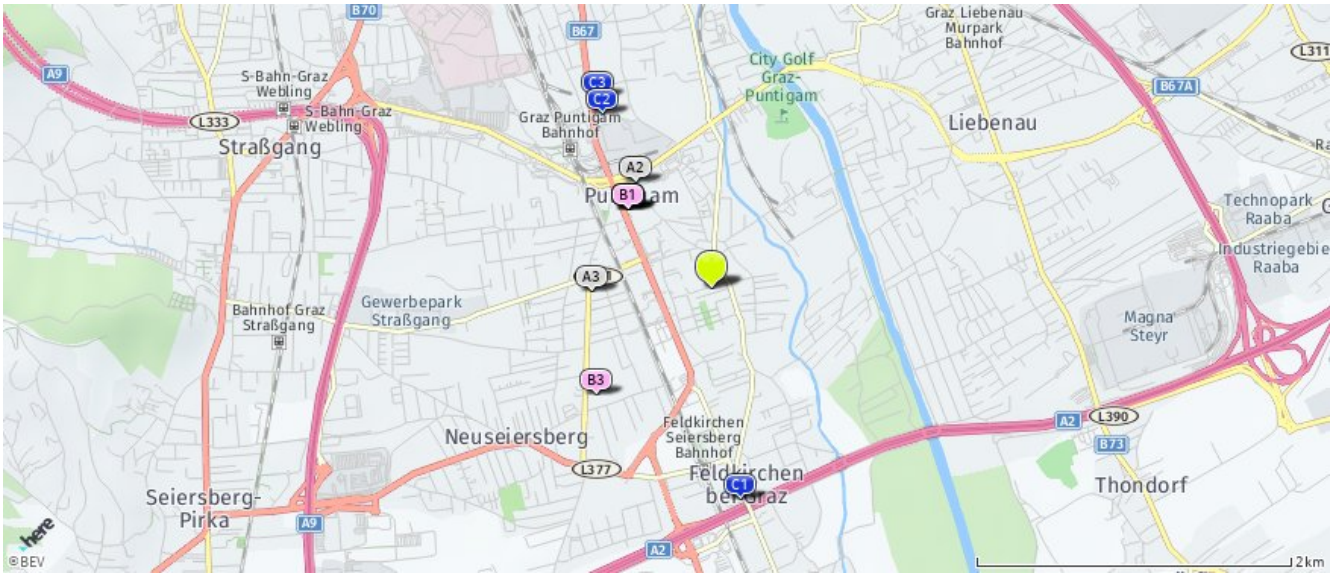 B70
B67
Graz Liebenau
Murpark
Bahnhof
L311
City Golf
Graz-
Puntigam
A9
S-Bahn-Graz
Webling
C3
C2
B67A
S-Bahn-Graz
Webling
L333
Graz Puntigam
Bahnhof
Liebenau
Straßgang
A2
B1
Technopark
Raaba
Industriegebie
Raaba
A3
Gewerbepark
Straßgang
Bahnhof Graz
Straßgang
Magna
Steyr
B3
Feldkirchen
Seiersberg
Bahnhof
A2
L390
B73
Neuseiersberg
L377
Feldkirchen
bei Graz
C1
Thondorf
Seiersberg-
Pirka
A9
A2
here
©BEV
2km